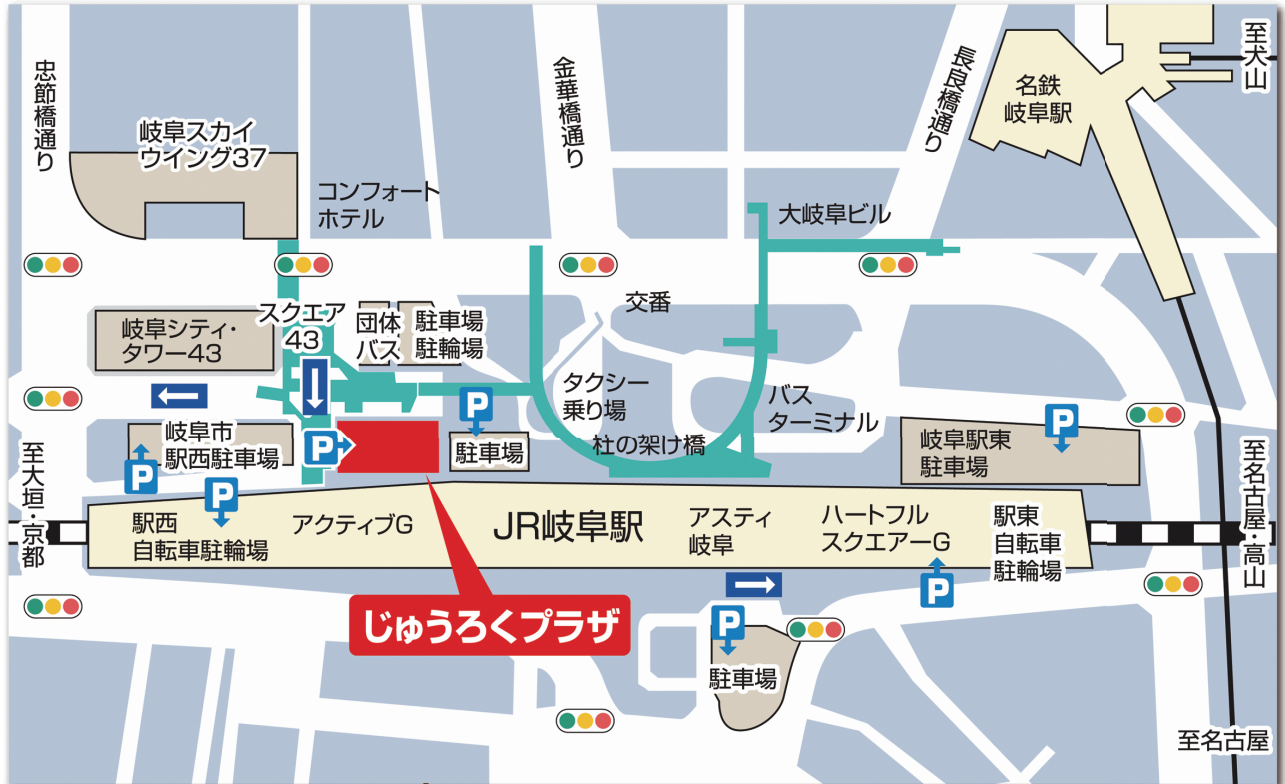 忠節橋通り
金華橋通り
長良橋通り
至犬山
名鉄
岐阜駅
岐阜スカイ
ウイング37
コンフォート
ホテル
大岐阜ビル
岐阜シティ・
タワー43
スクエア
43
団体
バス
駐車場
駐輪場
交番
タクシー
乗り場
杜の架け橋
バス
ターミナル
岐阜市
駅西駐車場
P
P
P
駐車場
岐阜駅東
駐車場
P
P
至大垣・京都
駅西
自転車駐輪場
P
アクティブG
JR岐阜駅
アスティ
岐阜
ハートフル
スクエアーG
駅東
自転車
駐輪場
至名古屋・高山
じゅうろくプラザ
P
駐車場
至名古屋